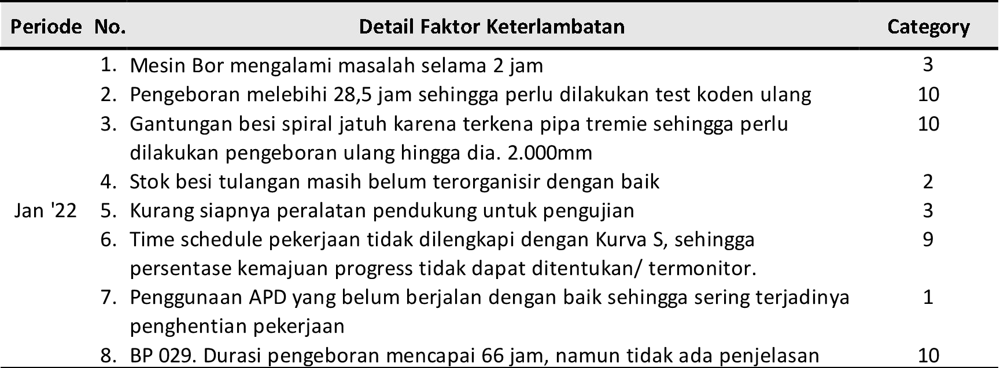 Periode No. Detail Faktor Keterlambatan Category
1. Mesin Bor mengalami masalah selama 2 jam 3
2. Pengeboran melebihi 28,5 jam sehingga perlu dilakukan test koden ulang 10
3. Gantungan besi spiral jatuh karena terkena pipa tremie sehingga perlu 10
dilakukan pengeboran ulang hingga dia. 2.000mm
4. Stok besi tulangan masih belum terorganisir dengan baik 2
Jan '22 5. Kurang siapnya peralatan pendukung untuk pengujian 3
6. Time schedule pekerjaan tidak dilengkapi dengan Kurva S, sehingga 9
persentase kemajuan progress tidak dapat ditentukan/ termonitor.
7. Penggunaan APD yang belum berjalan dengan baik sehingga sering terjadinya 1
penghentian pekerjaan
8. BP 029. Durasi pengeboran mencapai 66 jam, namun tidak ada penjelasan 10